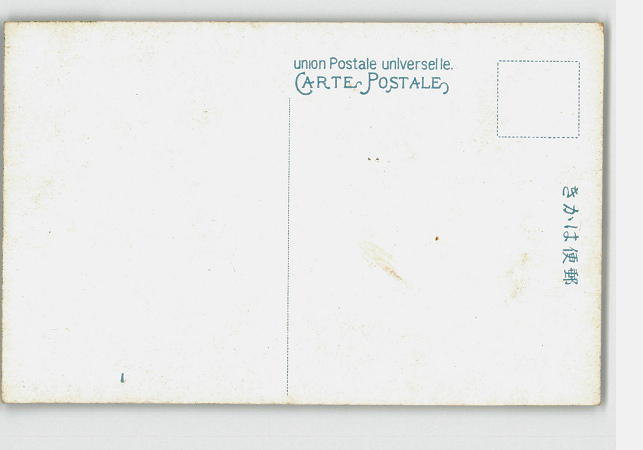 union Postale universelle.
CARTE POSTALE
郵便はかき